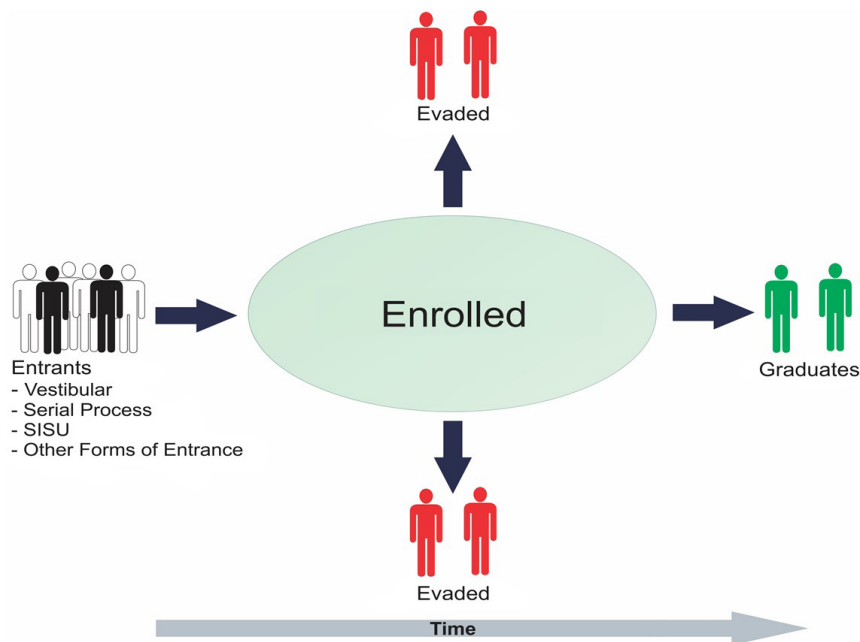 Evaded
Enrolled
Entrants
- Vestibular
- Serial Process
- SISU
- Other Forms of Entrance
Graduates
Evaded
Time